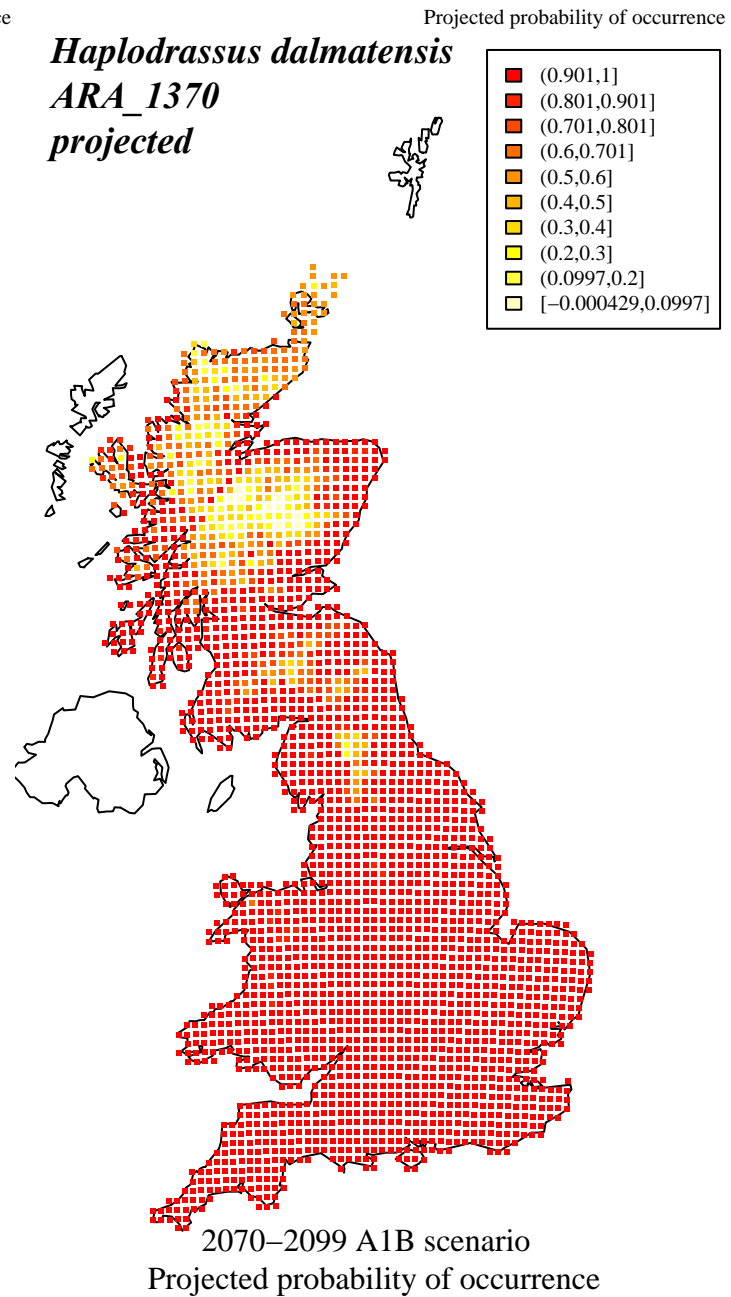 ce
Projected probability of occurrence
Haplodrassus dalmatensis
ARA_1370
projected
(0.901,1]
(0.801,0.901]
(0.701,0.801]
(0.6,0.701]
(0.5,0.6]
(0.4,0.5]
(0.3,0.4]
(0.2,0.3]
(0.0997,0.2]
[−0.000429,0.0997]
2070−2099 A1B scenario
Projected probability of occurrence